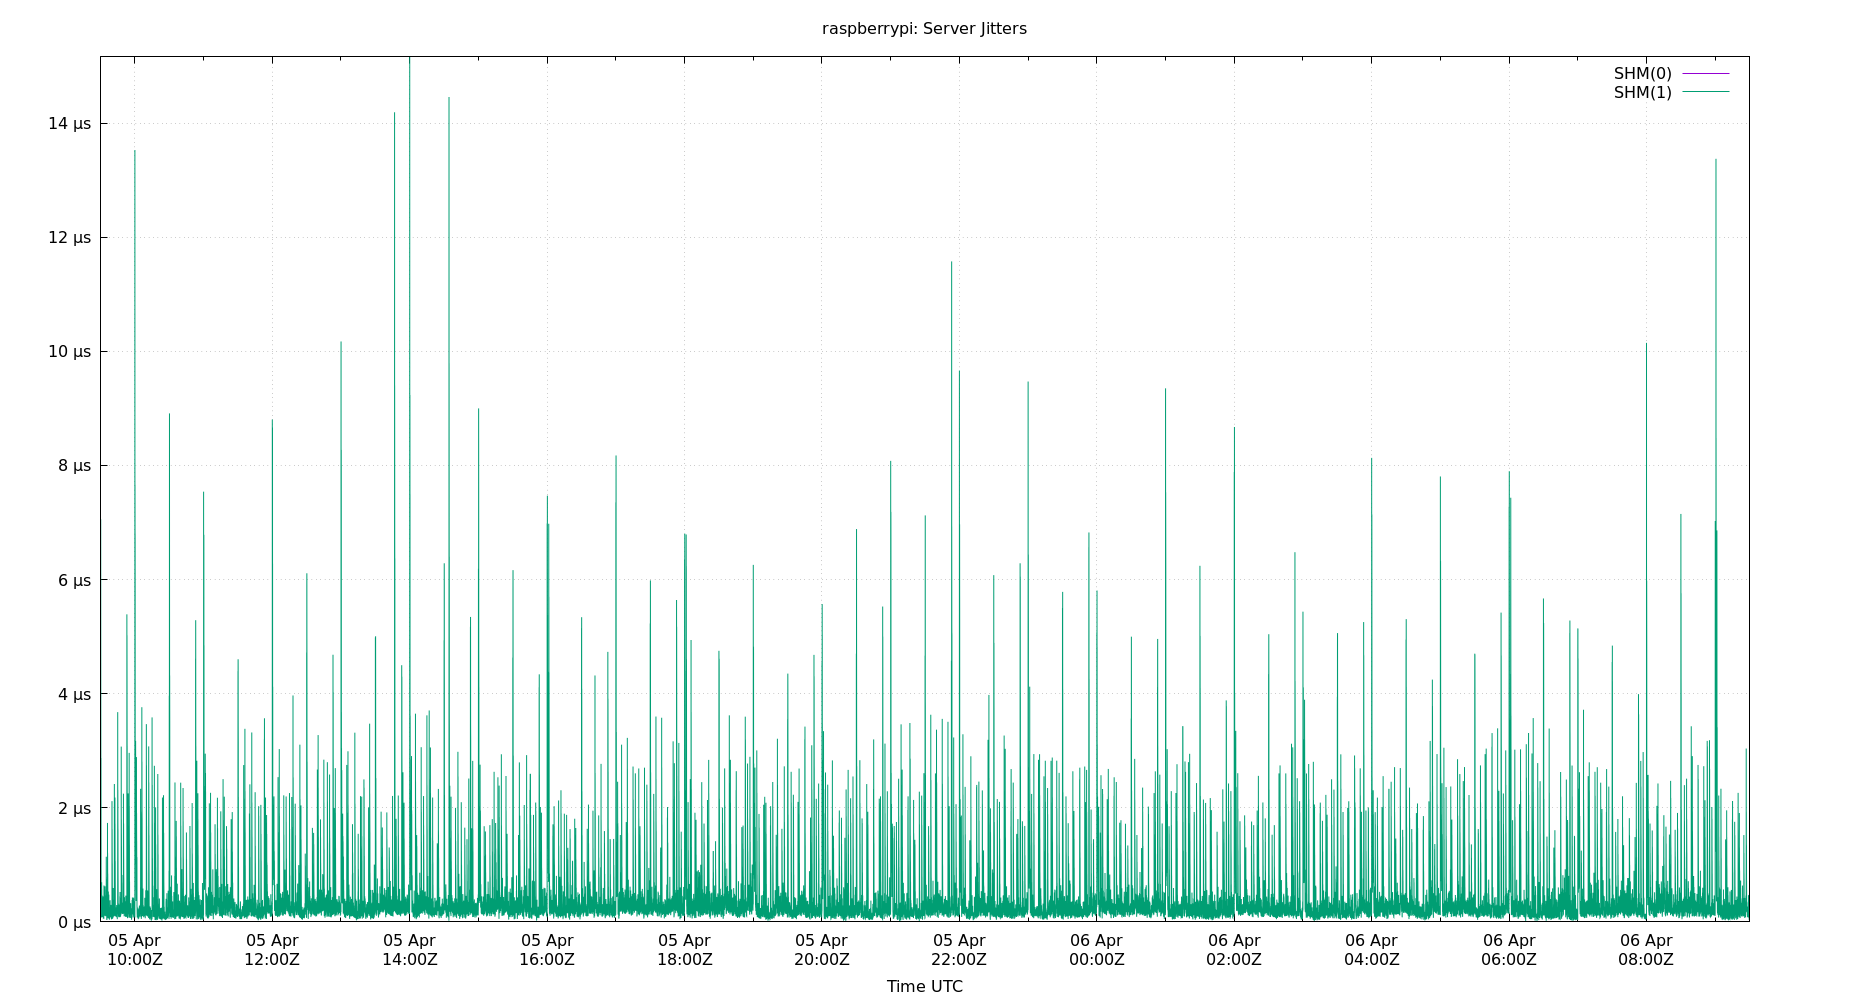 raspberrypi: Server Jitters
SHM(0)
SHM(1)
14 µs
12 µs
10 µs
8 µs
6 µs
4 µs
2 µs
0 µs
05 Apr 05 Apr 05 Apr 05 Apr 05 Apr 05 Apr 05 Apr 06 Apr 06 Apr 06 Apr 06 Apr 06 Apr
10:00Z 12:00Z 14:00Z 16:00Z 18:00Z 20:00Z 22:00Z 00:00Z 02:00Z 04:00Z 06:00Z 08:00Z
Time UTC